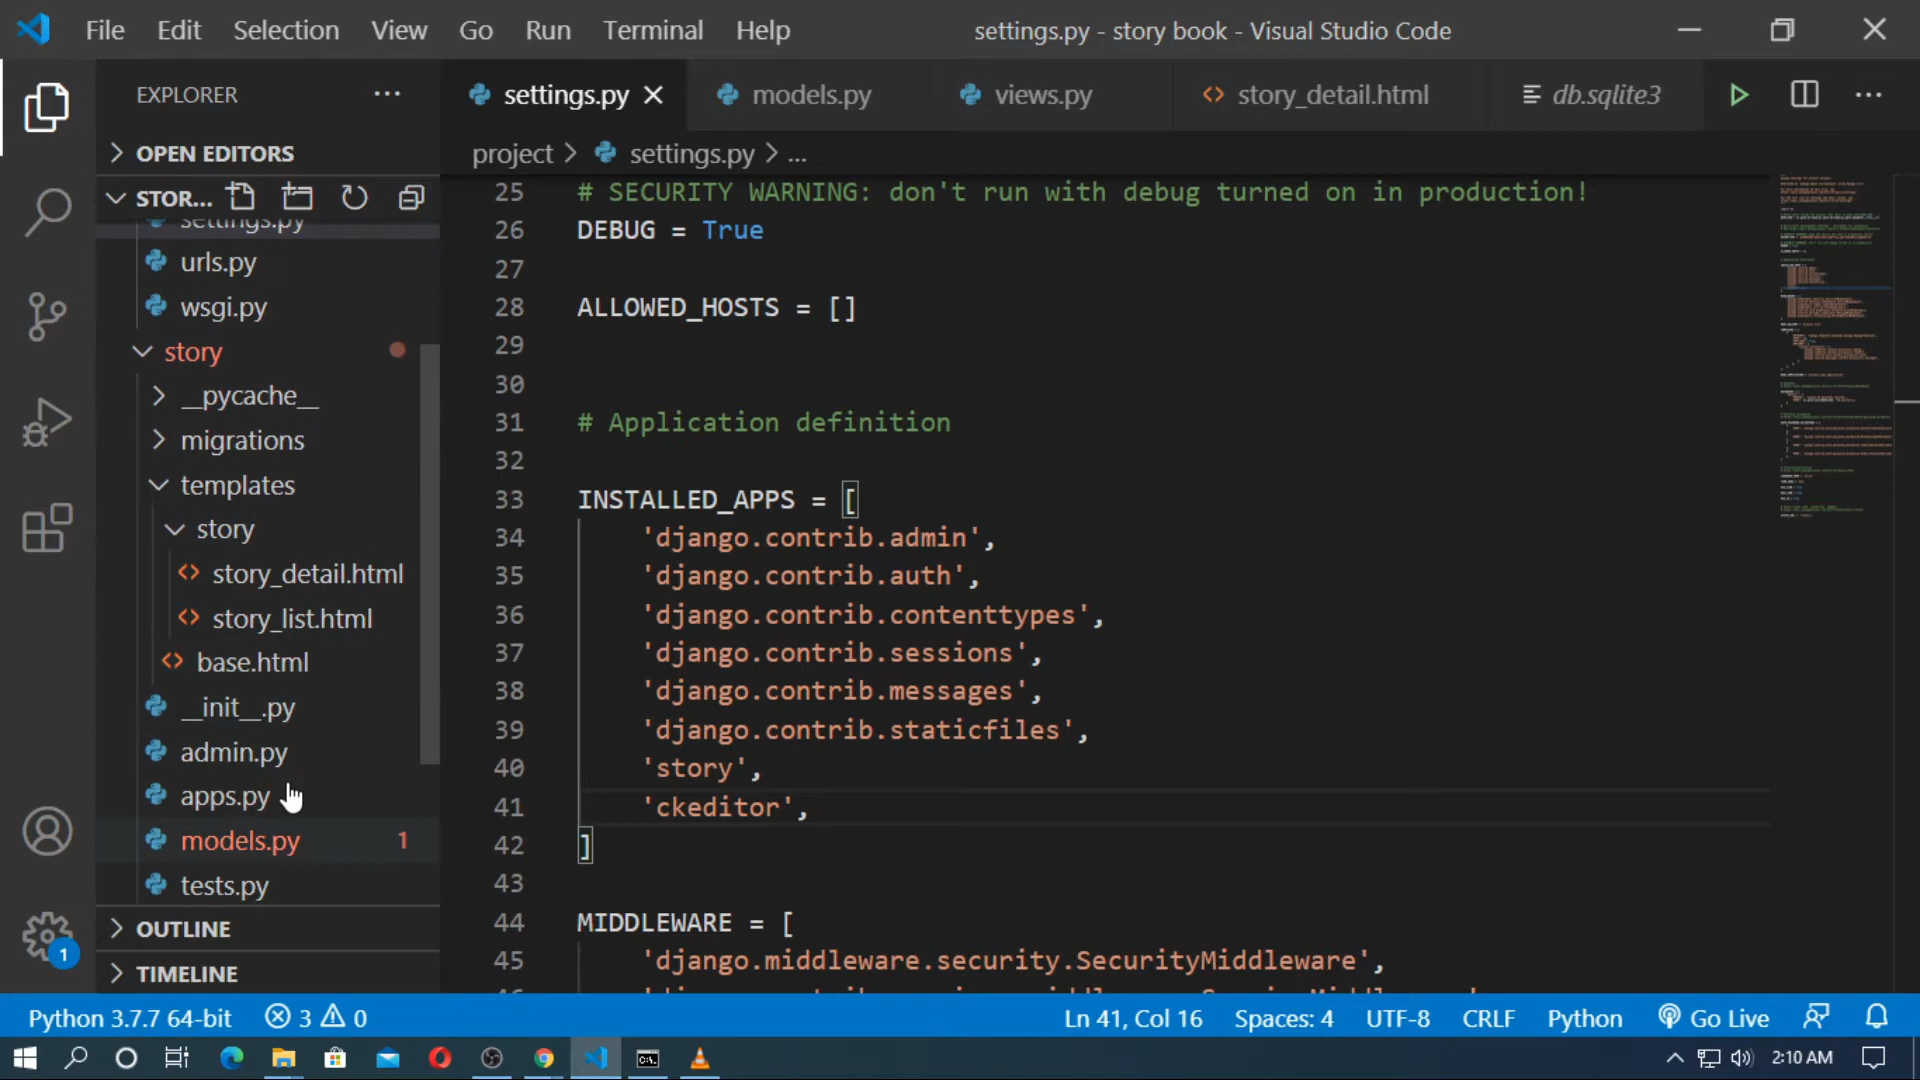 File Edit Selection View Go Run Terminal Help settings.py - story book - Visual Studio Code
EXPLORER
OPEN EDITORS
STOR...
settings.py
urls.py
wsgi.py
story
__pycache__
migrations
templates
story
story_detail.html
story_list.html
base.html
__init__.py
admin.py
apps.py
models.py 1
tests.py
OUTLINE
TIMELINE
1
settings.py models.py views.py story_detail.html db.sqlite3
project > settings.py > ...
25 # SECURITY WARNING: don't run with debug turned on in production!
26 DEBUG = True
27
28 ALLOWED_HOSTS = []
29
30
31 # Application definition
32
33 INSTALLED_APPS = [
34 'django.contrib.admin',
35 'django.contrib.auth',
36 'django.contrib.contenttypes',
37 'django.contrib.sessions',
38 'django.contrib.messages',
39 'django.contrib.staticfiles',
40 'story',
41 'ckeditor',
42 ]
43
44 MIDDLEWARE = [
45 'django.middleware.security.SecurityMiddleware',
Python 3.7.7 64-bit 3 0 Ln 41, Col 16 Spaces: 4 UTF-8 CRLF Python Go Live
2:10 AM